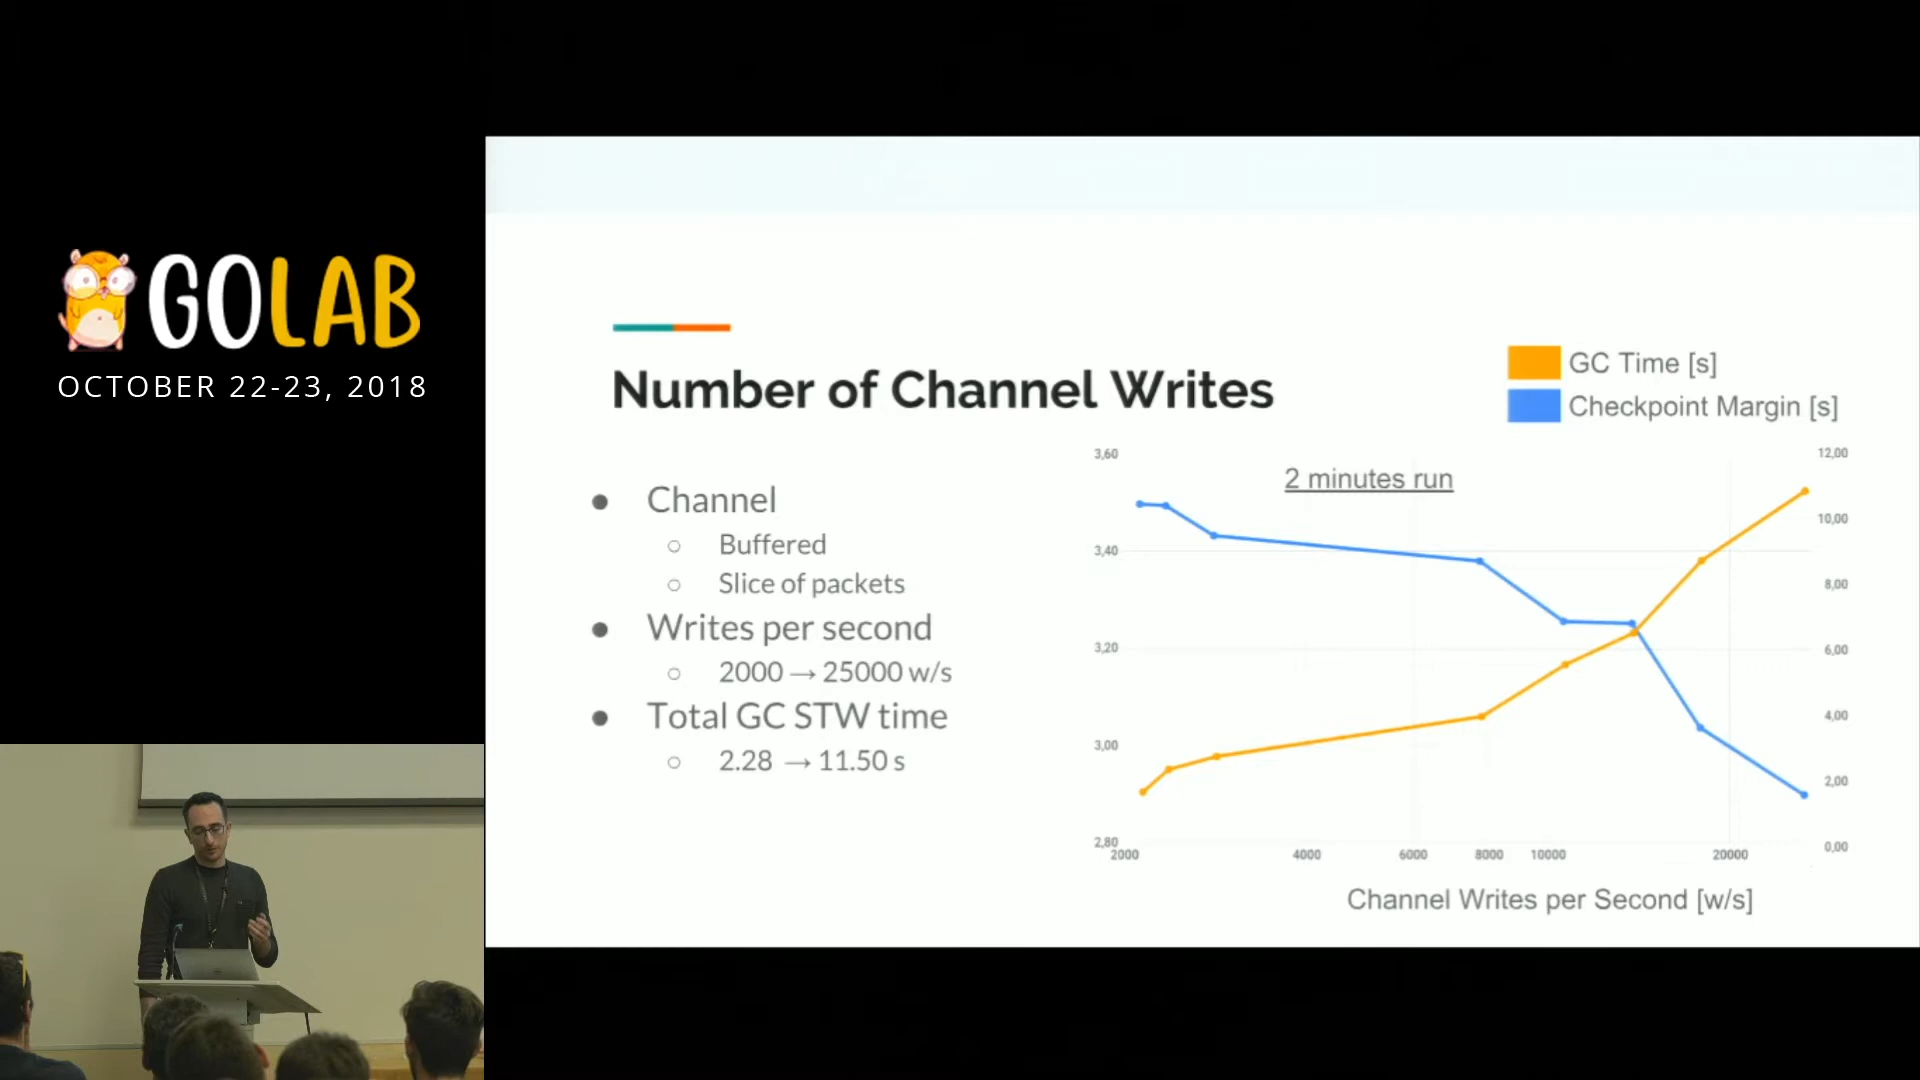 GOLAB
OCTOBER 22-23, 2018
Number of Channel Writes
● Channel
○ Buffered
○ Slice of packets
● Writes per second
○ 2000 → 25000 w/s
● Total GC STW time
○ 2.28 → 11.50 s
GC Time [s]
Checkpoint Margin [s]
2 minutes run
3,60
3,40
3,20
3,00
2,80
12,00
10,00
8,00
6,00
4,00
2,00
0,00
2000 4000 6000 8000 10000 20000
Channel Writes per Second [w/s]